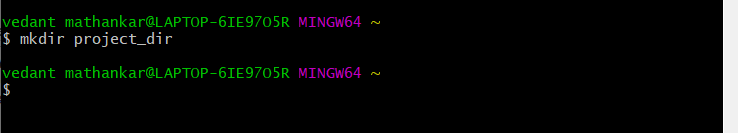 vedant mathankar@LAPTOP-6IE97O5R MINGW64 ~
$ mkdir project_dir
vedant mathankar@LAPTOP-6IE97O5R MINGW64 ~
$